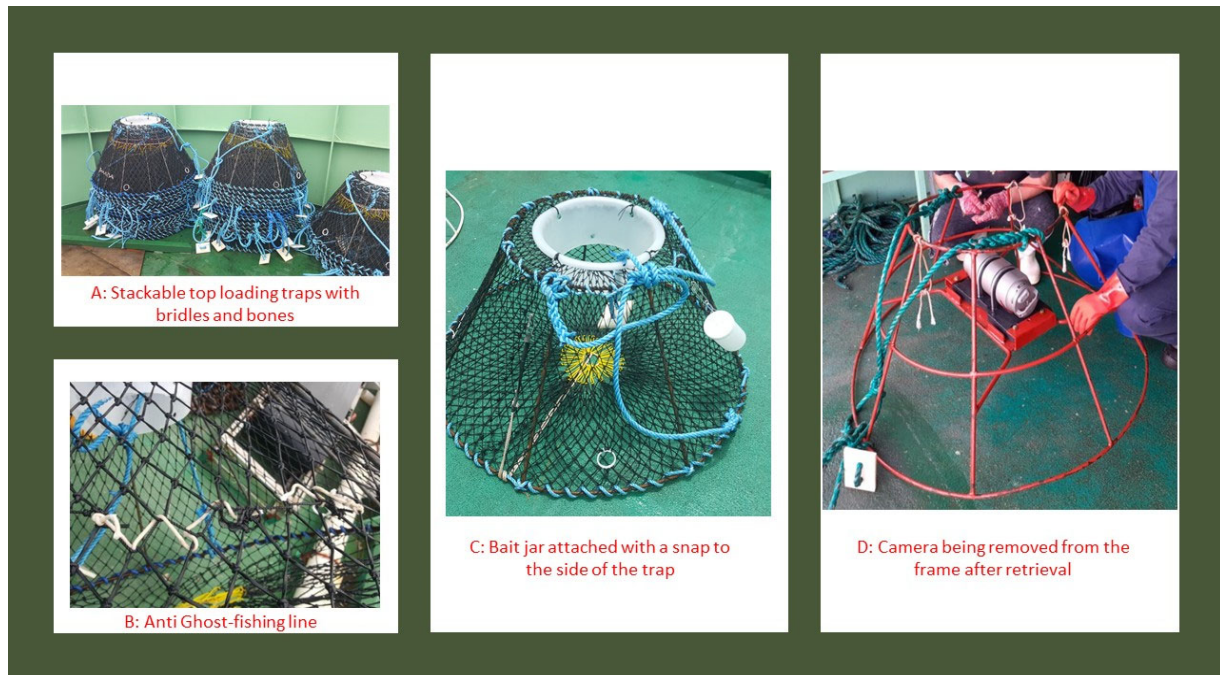 A: Stackable top loading traps with
bridles and bones
B: Anti Ghost-fishing line
C: Bait jar attached with a snap to
the side of the trap
D: Camera being removed from the
frame after retrieval